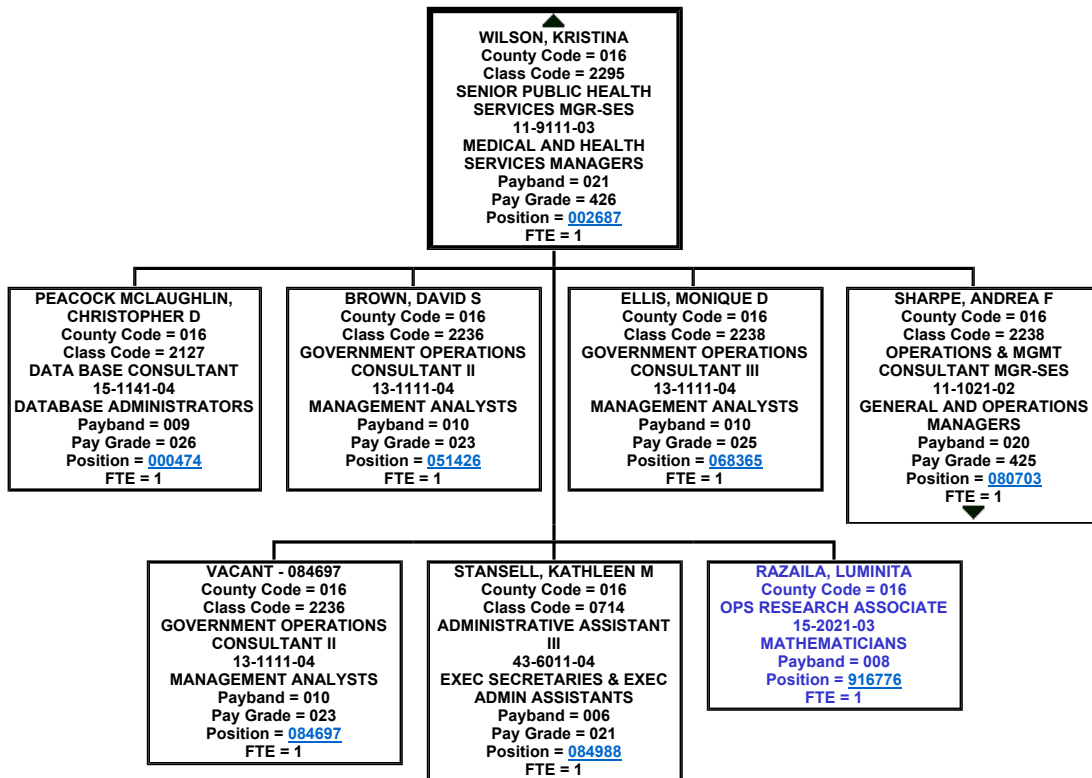 WILSON, KRISTINA
County Code = 016
Class Code = 2295
SENIOR PUBLIC HEALTH
SERVICES MGR-SES
11-9111-03
MEDICAL AND HEALTH
SERVICES MANAGERS
Payband = 021
Pay Grade = 426
Position = 002687
FTE = 1
PEACOCK MCLAUGHLIN,
CHRISTOPHER D
County Code = 016
Class Code = 2127
DATA BASE CONSULTANT
15-1141-04
DATABASE ADMINISTRATORS
Payband = 009
Pay Grade = 026
Position = 000474
FTE = 1
BROWN, DAVID S
County Code = 016
Class Code = 2236
GOVERNMENT OPERATIONS
CONSULTANT II
13-1111-04
MANAGEMENT ANALYSTS
Payband = 010
Pay Grade = 023
Position = 051426
FTE = 1
ELLIS, MONIQUE D
County Code = 016
Class Code = 2238
GOVERNMENT OPERATIONS
CONSULTANT III
13-1111-04
MANAGEMENT ANALYSTS
Payband = 010
Pay Grade = 025
Position = 068365
FTE = 1
SHARPE, ANDREA F
County Code = 016
Class Code = 2238
OPERATIONS & MGMT
CONSULTANT MGR-SES
11-1021-02
GENERAL AND OPERATIONS
MANAGERS
Payband = 020
Pay Grade = 425
Position = 080703
FTE = 1
VACANT - 084697
County Code = 016
Class Code = 2236
GOVERNMENT OPERATIONS
CONSULTANT II
13-1111-04
MANAGEMENT ANALYSTS
Payband = 010
Pay Grade = 023
Position = 084697
FTE = 1
STANSELL, KATHLEEN M
County Code = 016
Class Code = 0714
ADMINISTRATIVE ASSISTANT
III
43-6011-04
EXEC SECRETARIES & EXEC
ADMIN ASSISTANTS
Payband = 006
Pay Grade = 021
Position = 084988
FTE = 1
RAZAILA, LUMINITA
County Code = 016
OPS RESEARCH ASSOCIATE
15-2021-03
MATHEMATICIANS
Payband = 008
Position = 916776
FTE = 1